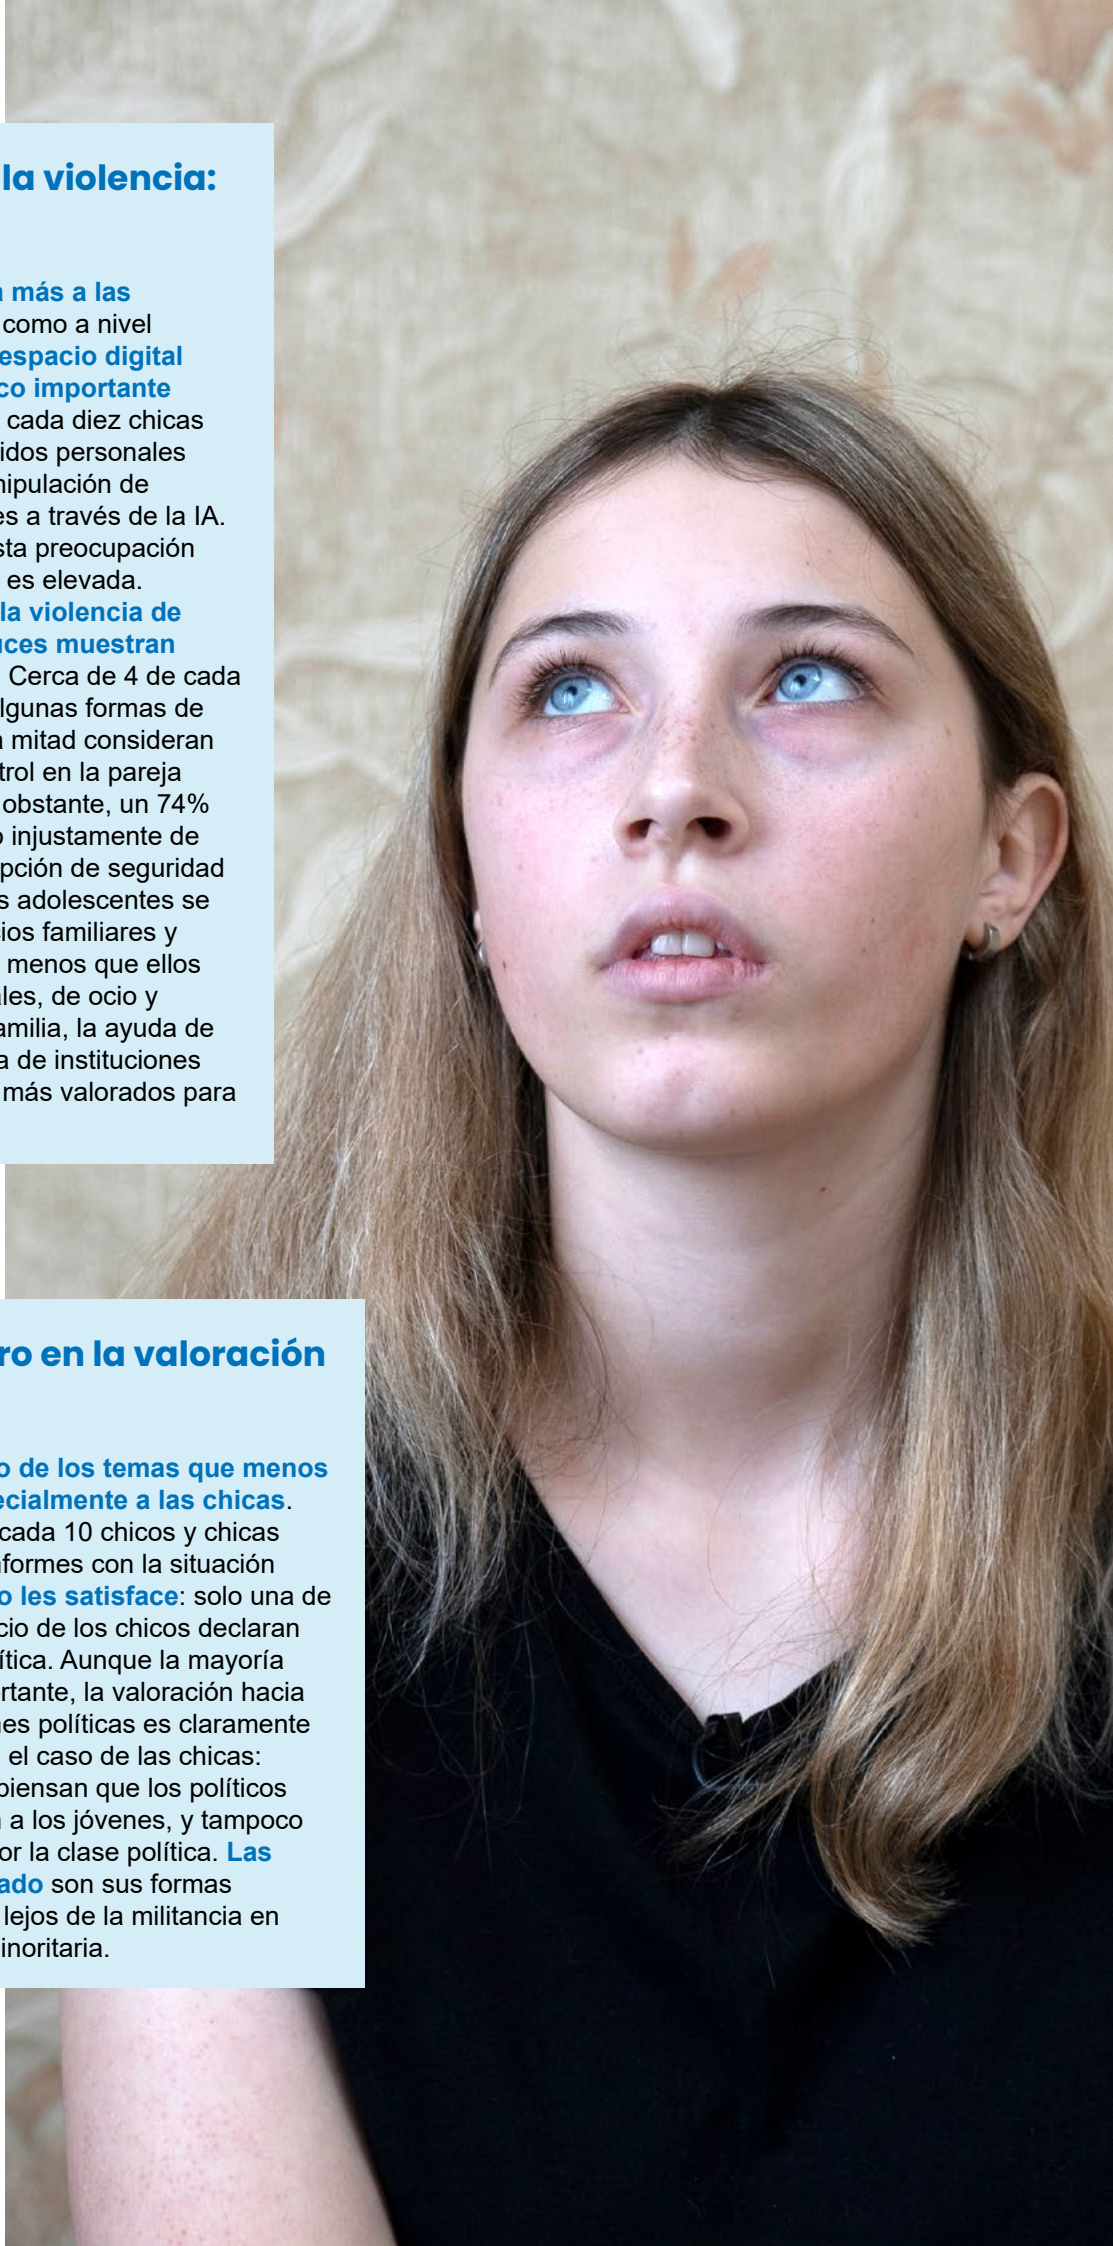 la violencia:
más a las
como a nivel
espacio digital
co importante
cada diez chicas
idos personales
nipulación de
es a través de la IA.
sta preocupación
es elevada.
la violencia de
uces muestran
Cerca de 4 de cada
lgunas formas de
a mitad consideran
trol en la pareja
obstante, un 74%
o injustamente de
pción de seguridad
s adolescentes se
cios familiares y
menos que ellos
ales, de ocio y
amilia, la ayuda de
a de instituciones
más valorados para
ro en la valoración
o de los temas que menos
ecialmente a las chicas.
cada 10 chicos y chicas
nformes con la situación
o les satisface: solo una de
cio de los chicos declaran
ítica. Aunque la mayoría
ortante, la valoración hacia
nes políticas es claramente
el caso de las chicas:
piensan que los políticos
n a los jóvenes, y tampoco
or la clase política. Las
ado son sus formas
lejos de la militancia en
inoritaria.